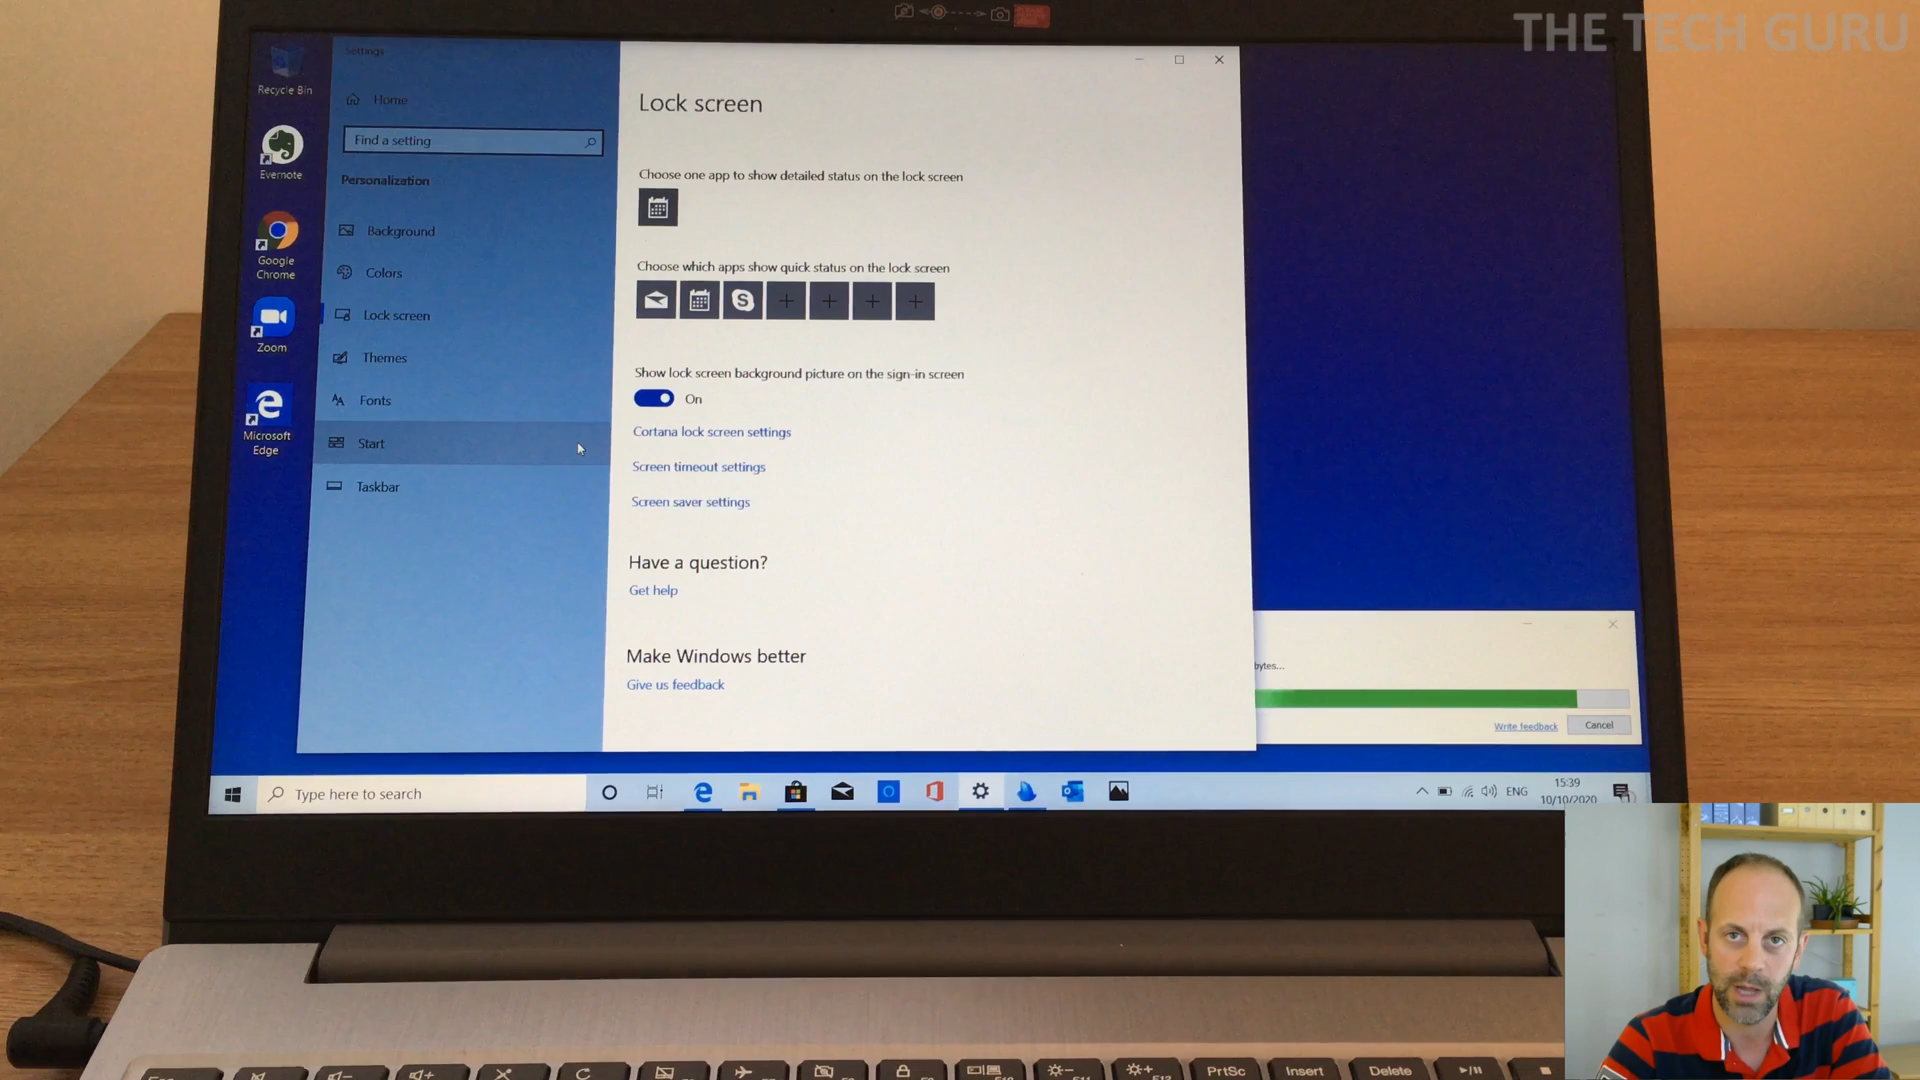 THE TECH GURU
Recycle Bin
Evernote
Google
Chrome
Zoom
Microsoft
Edge
Settings
Home
Find a setting
Personalization
Background
Colors
Lock screen
Themes
Fonts
Start
Taskbar
Lock screen
Choose one app to show detailed status on the lock screen
Choose which apps show quick status on the lock screen
Show lock screen background picture on the sign-in screen
On
Cortana lock screen settings
Screen timeout settings
Screen saver settings
Have a question?
Get help
Make Windows better
Give us feedback
bytes...
Write feedback
Cancel
Type here to search
ENG
15:39
10/10/2020
PrtSc
Insert
Delete